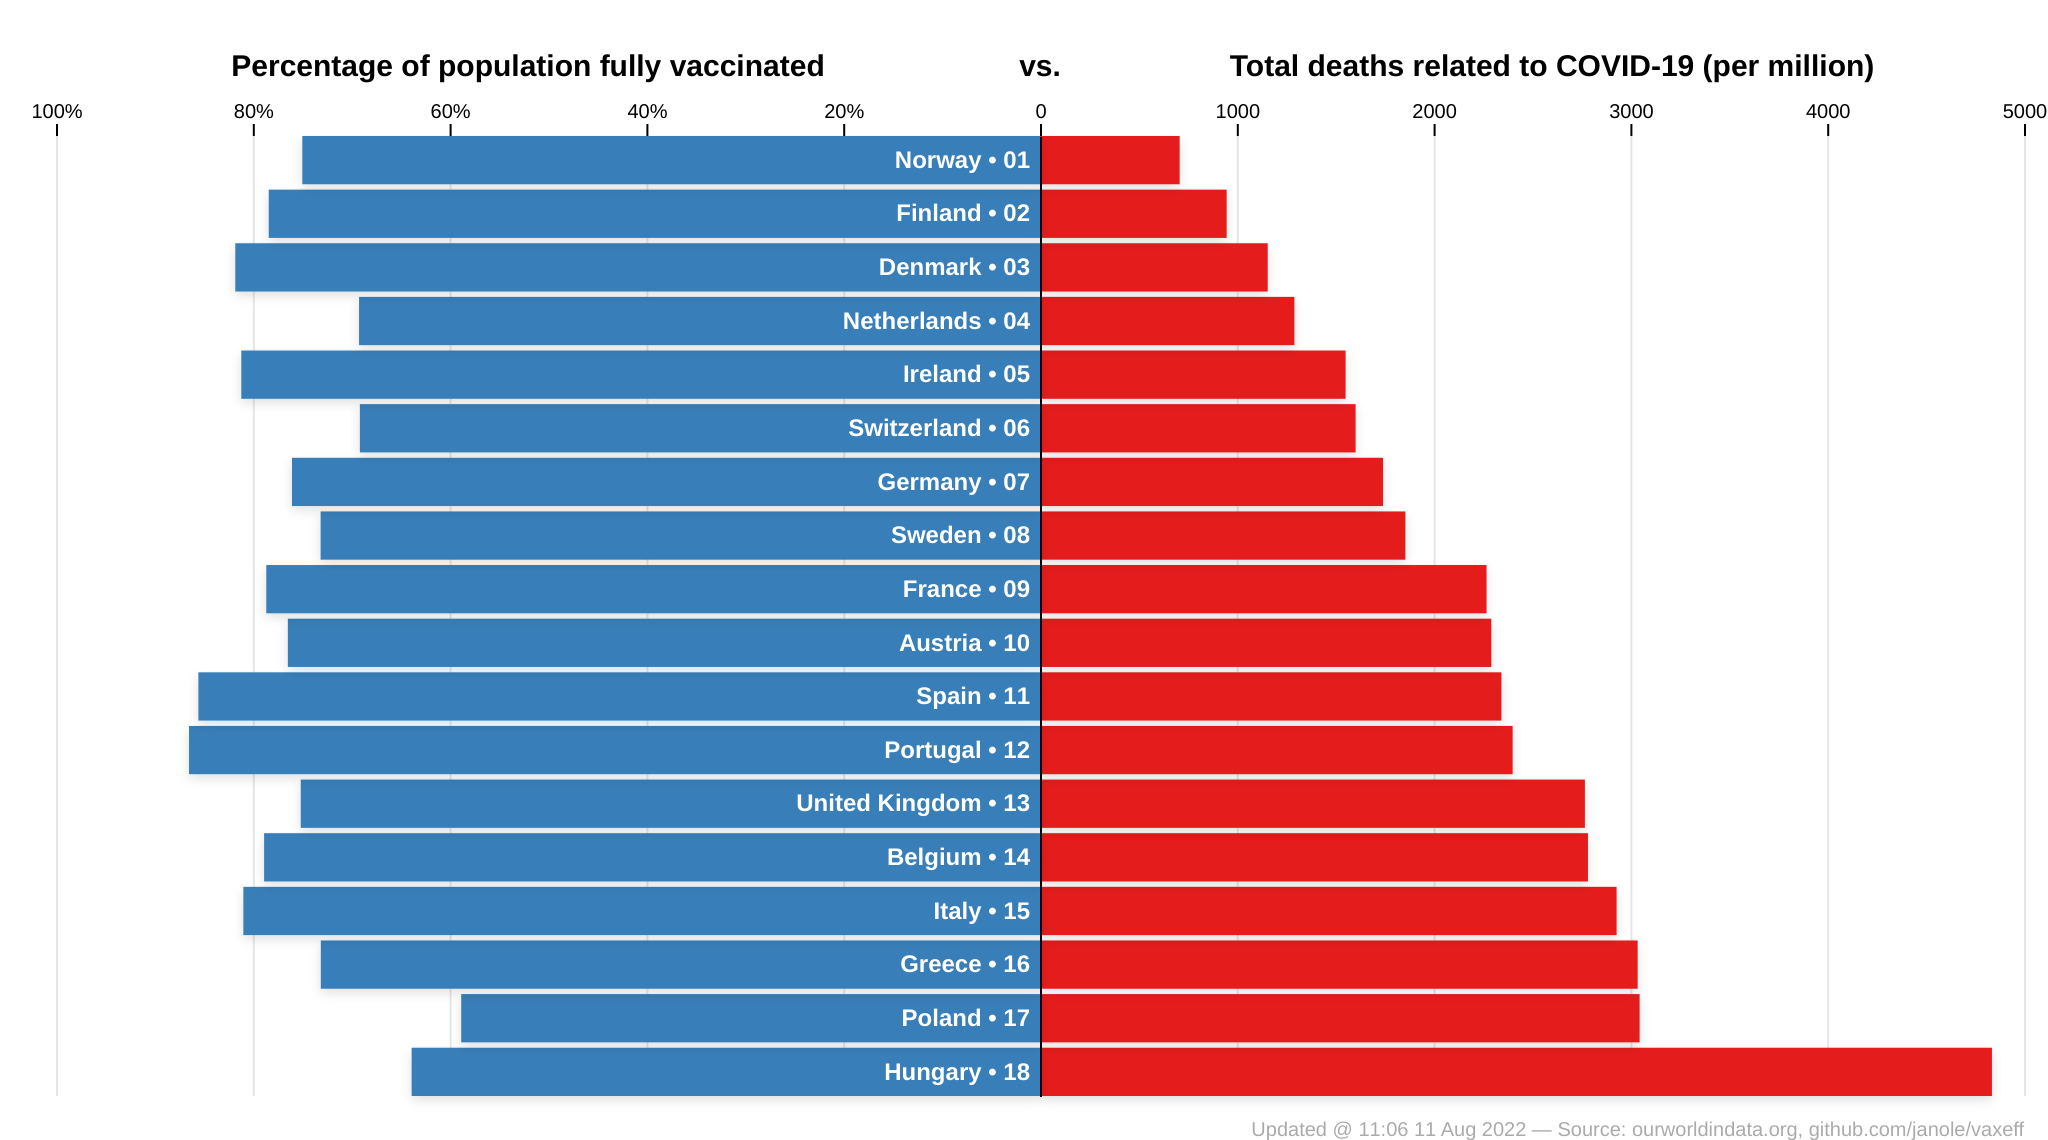 Percentage of population fully vaccinated vs. Total deaths related to COVID-19 (per million)
100% 80% 60% 40% 20% 0 1000 2000 3000 4000 5000
Norway • 01
Finland • 02
Denmark • 03
Netherlands • 04
Ireland • 05
Switzerland • 06
Germany • 07
Sweden • 08
France • 09
Austria • 10
Spain • 11
Portugal • 12
United Kingdom • 13
Belgium • 14
Italy • 15
Greece • 16
Poland • 17
Hungary • 18
Updated @ 11:06 11 Aug 2022 — Source: ourworldindata.org, github.com/janole/vaxeff